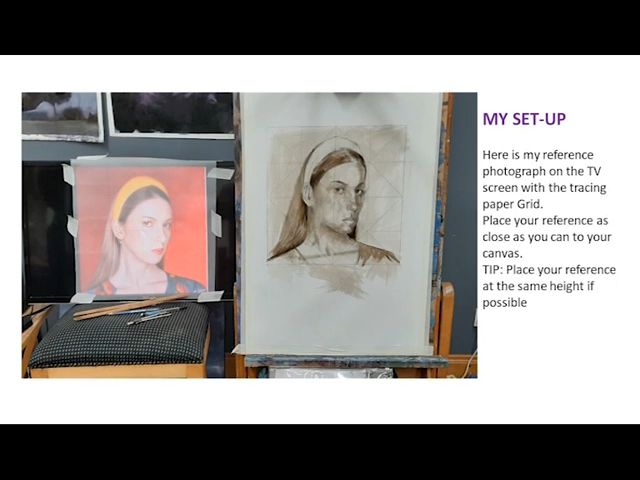 MY SET-UP
Here is my reference
photograph on the TV
screen with the tracing
paper Grid.
Place your reference as
close as you can to your
canvas.
TIP: Place your reference
at the same height if
possible